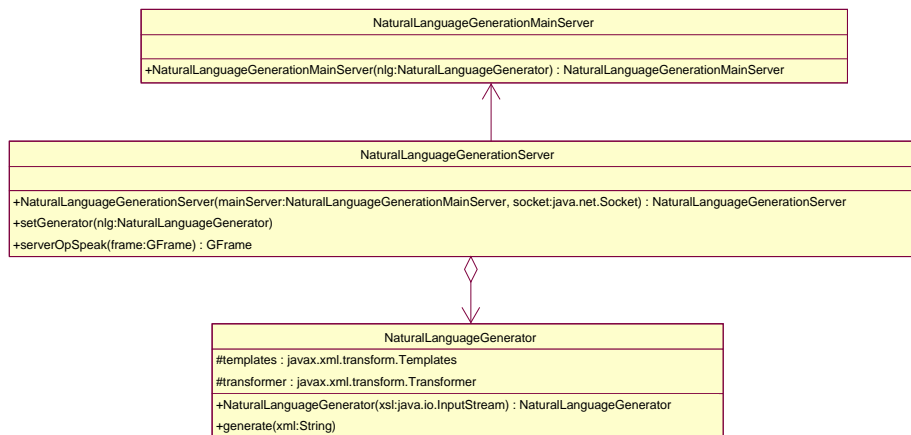 NaturalLanguageGenerationMainServer
+NaturalLanguageGenerationMainServer(nlg:NaturalLanguageGenerator) : NaturalLanguageGenerationMainServer
NaturalLanguageGenerationServer
+NaturalLanguageGenerationServer(mainServer:NaturalLanguageGenerationMainServer, socket:java.net.Socket) : NaturalLanguageGenerationServer
+setGenerator(nlg:NaturalLanguageGenerator)
+serverOpSpeak(frame:GFrame) : GFrame
NaturalLanguageGenerator
#templates : javax.xml.transform.Templates
#transformer : javax.xml.transform.Transformer
+NaturalLanguageGenerator(xsl:java.io.InputStream) : NaturalLanguageGenerator
+generate(xml:String)